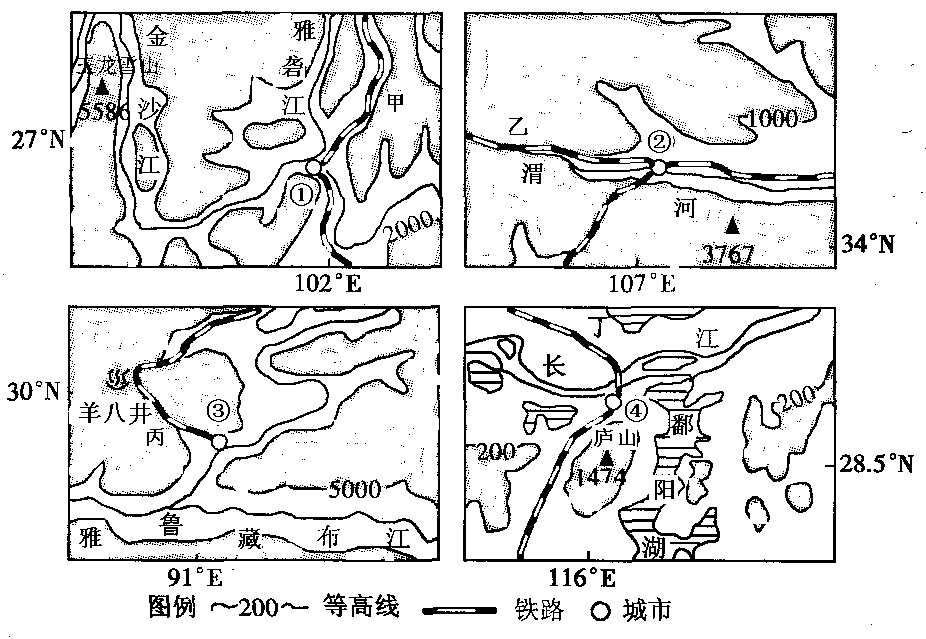 金
沙
江
雅
砻
江
玉龙雪山
5586
甲
27°N
①
2000
102°E
乙
②
1000
渭
河
3767
34°N
107°E
30°N
羊八井
丙
③
5000
雅 鲁 藏 布 江
91°E
丁
长 江
④
200
200
庐山
1474
鄱
阳
湖
28.5°N
116°E
图例 ～200～ 等高线 铁路 城市